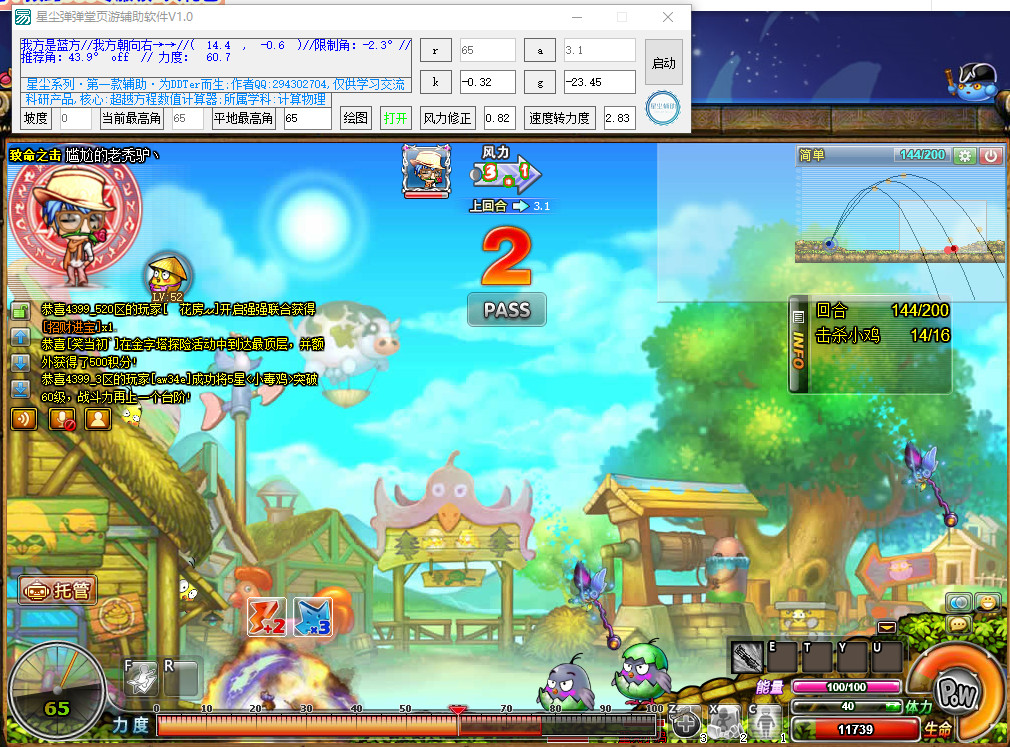 星尘弹弹堂页游辅助软件V1.0
我方是蓝方//我方朝向右→→//( 14.4 , -0.6 )//限制角:-2.3° //
推荐角:43.9° off // 力度: 60.7
星尘系列·第一款辅助·为DDTer而生:作者QQ:294302704,仅供学习交流
科研产品,核心:超越方程数值计算器;所属学科:计算物理
r 65 a 3.1
k -0.32 g -23.45
启动
星尘辅助
坡度 0 当前最高角 65 平地最高角 65 绘图 打开 风力修正 0.82 速度转力度 2.83
致命之击 尴尬的老秃驴丶
风力
3.1
上回合 3.1
2
PASS
简单 144/200
回合 144/200
击杀小鸡 14/16
INFO
LV:52
恭喜4399_520区的玩家[ 花房灬]开启强强联合获得
[招财进宝]x1.
恭喜[笑当初 ]在金字塔探险活动中到达最顶层,并额
外获得了500积分!
恭喜4399_3区的玩家[aw34e]成功将5星<小毒鸡>突破
60级,战斗力再上一个台阶!
托管
+2 x3
F R
E T Y U
65
力度
0 10 20 30 40 50 70 80 90 100
Z 3 X 2 C 1
能量 100/100
40 体力
11739 生命
POW